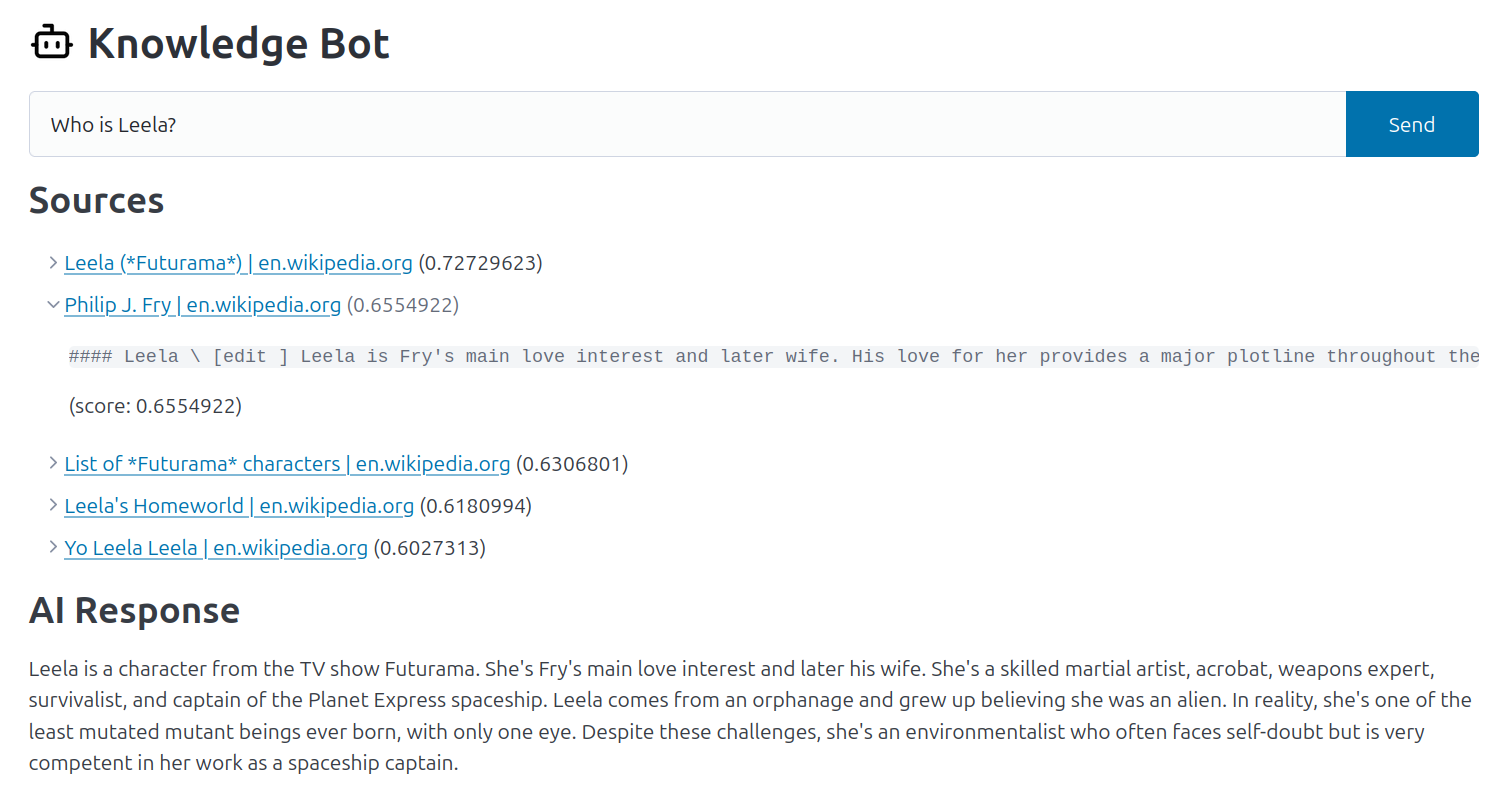 Knowledge Bot
Who is Leela?
Send
Sources
Leela (*Futurama*) | en.wikipedia.org (0.72729623)
Philip J. Fry | en.wikipedia.org (0.6554922)
#### Leela \ [edit ] Leela is Fry's main love interest and later wife. His love for her provides a major plotline throughout the
(score: 0.6554922)
List of *Futurama* characters | en.wikipedia.org (0.6306801)
Leela's Homeworld | en.wikipedia.org (0.6180994)
Yo Leela Leela | en.wikipedia.org (0.6027313)
AI Response
Leela is a character from the TV show Futurama. She's Fry's main love interest and later his wife. She's a skilled martial artist, acrobat, weapons expert,
survivalist, and captain of the Planet Express spaceship. Leela comes from an orphanage and grew up believing she was an alien. In reality, she's one of the
least mutated mutant beings ever born, with only one eye. Despite these challenges, she's an environmentalist who often faces self-doubt but is very
competent in her work as a spaceship captain.